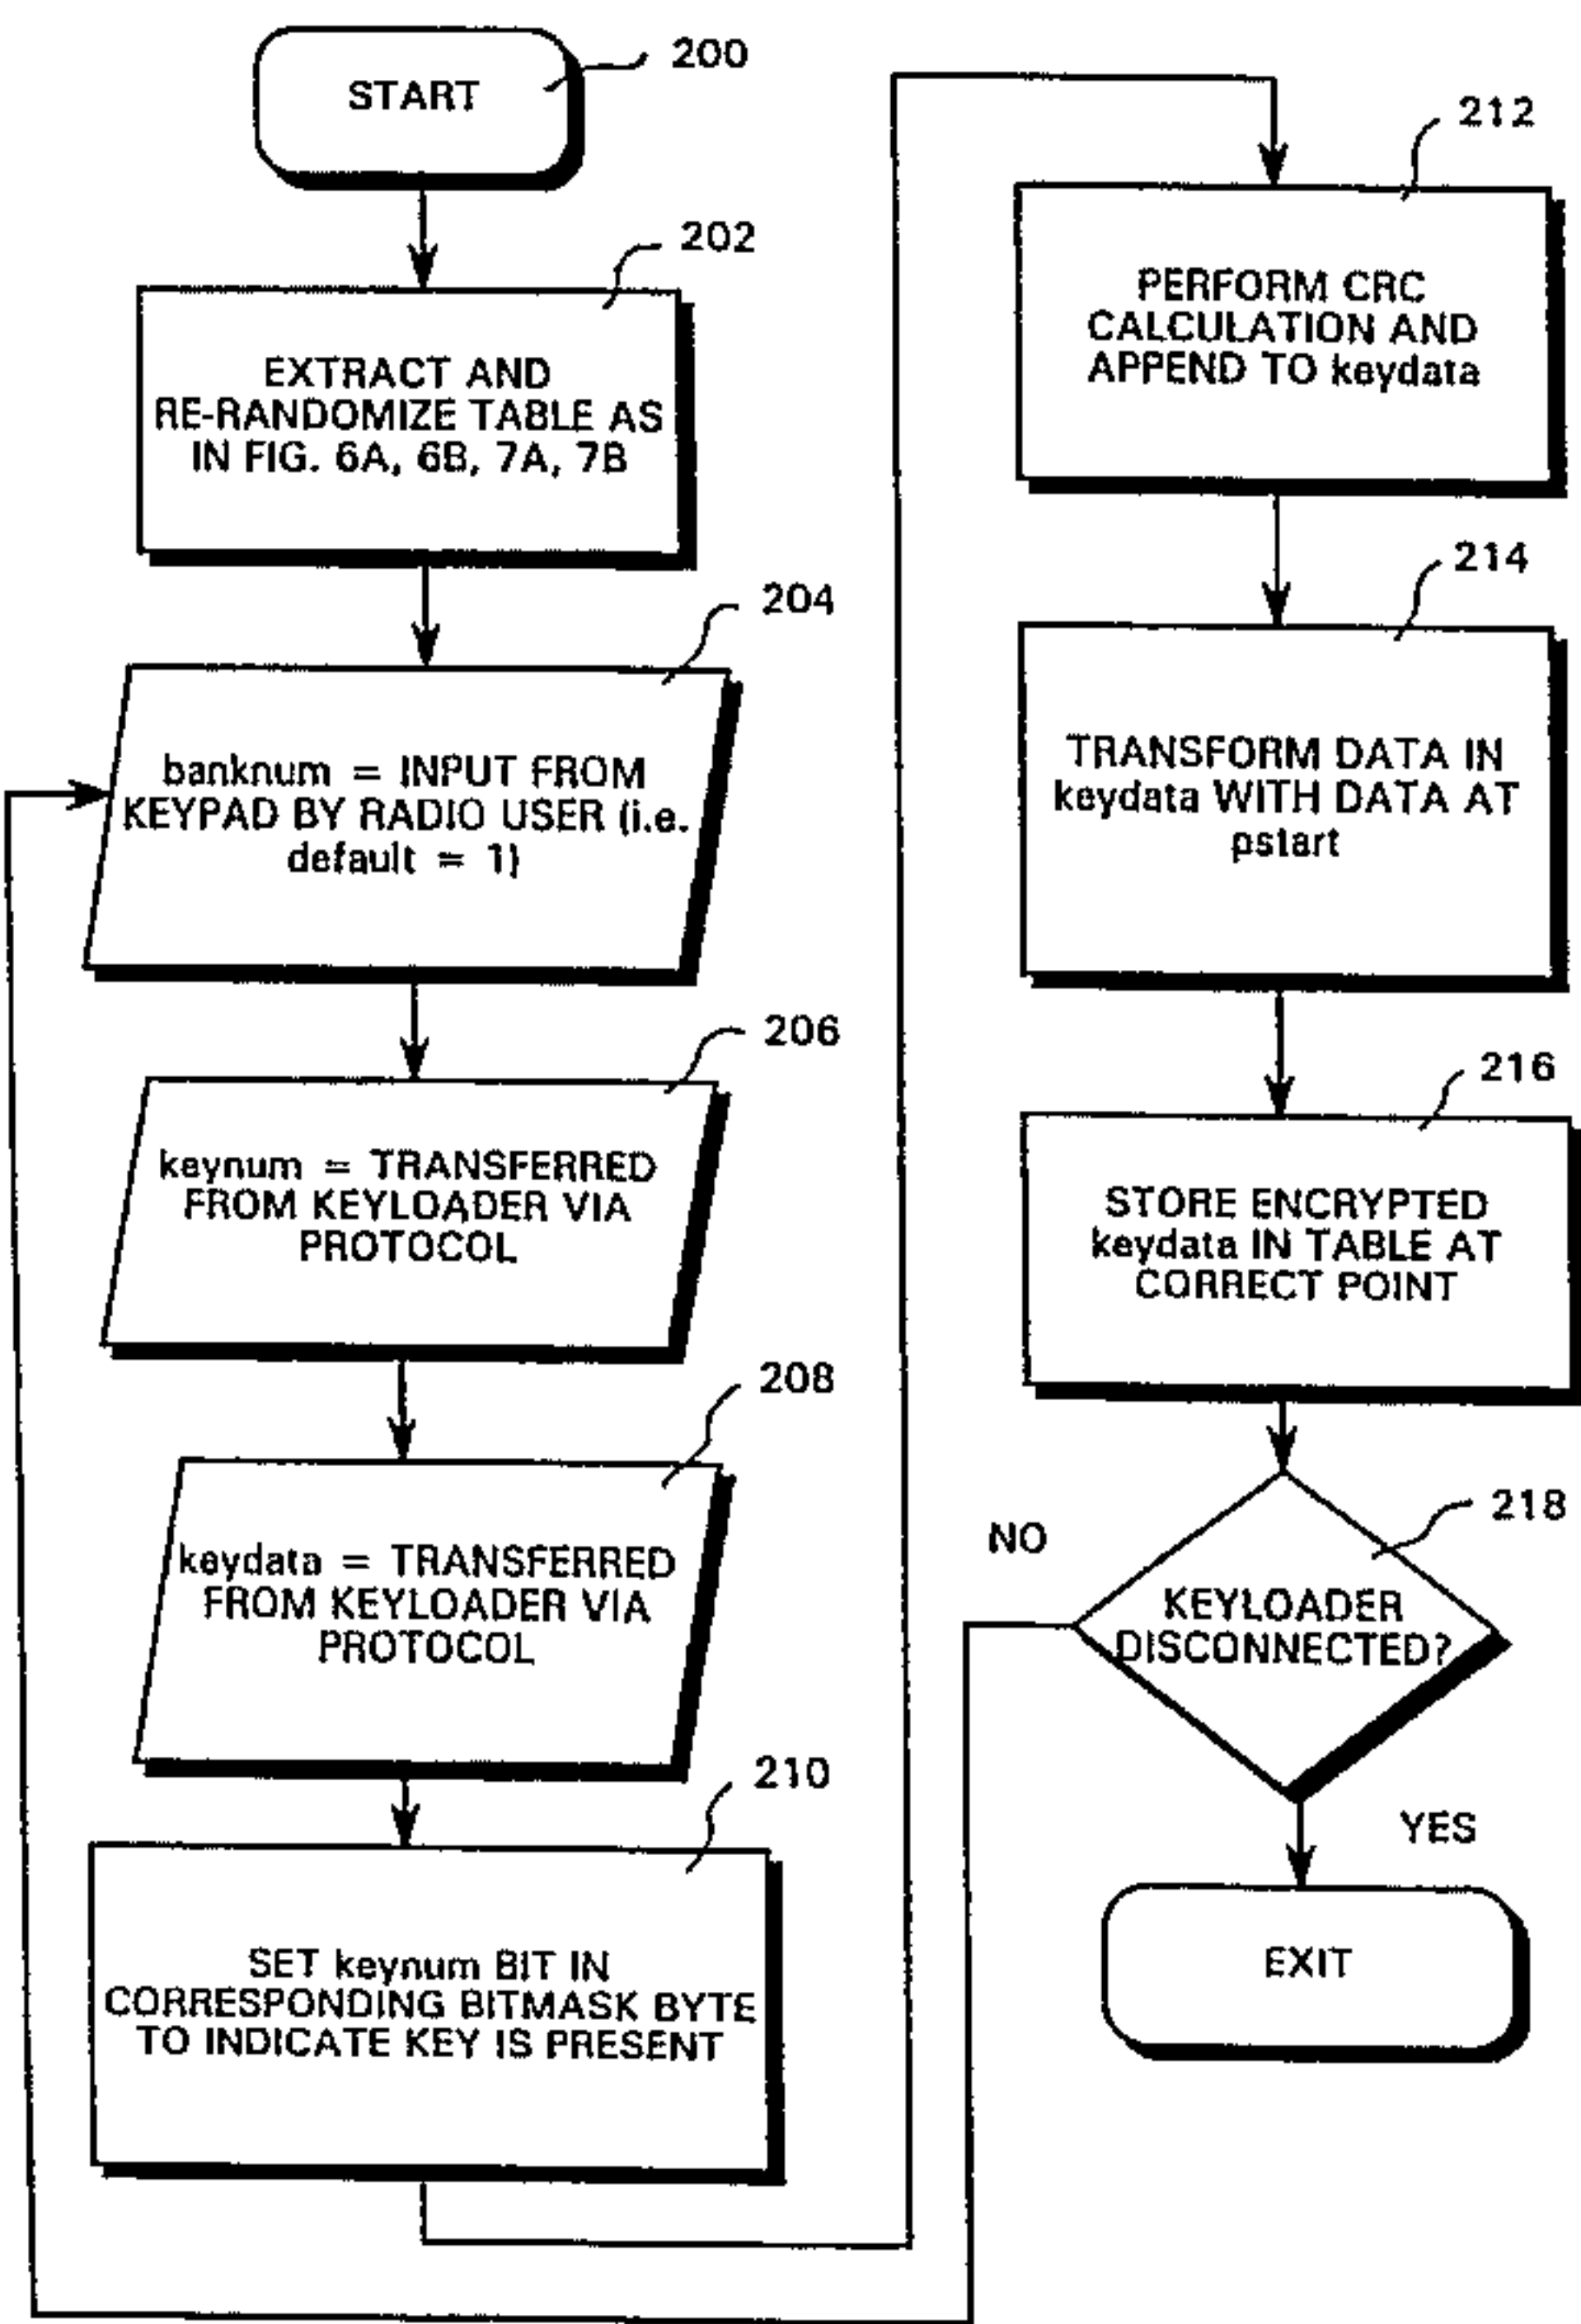 START
200
202
EXTRACT AND
RE-RANDOMIZE TABLE AS
IN FIG. 6A, 6B, 7A, 7B
204
banknum = INPUT FROM
KEYPAD BY RADIO USER (i.e.
default = 1)
206
keynum = TRANSFERRED
FROM KEYLOADER VIA
PROTOCOL
208
keydata = TRANSFERRED
FROM KEYLOADER VIA
PROTOCOL
210
SET keynum BIT IN
CORRESPONDING BITMASK BYTE
TO INDICATE KEY IS PRESENT
212
PERFORM CRC
CALCULATION AND
APPEND TO keydata
214
TRANSFORM DATA IN
keydata WITH DATA AT
pstart
216
STORE ENCRYPTED
keydata IN TABLE AT
CORRECT POINT
218
NO
KEYLOADER
DISCONNECTED?
YES
EXIT